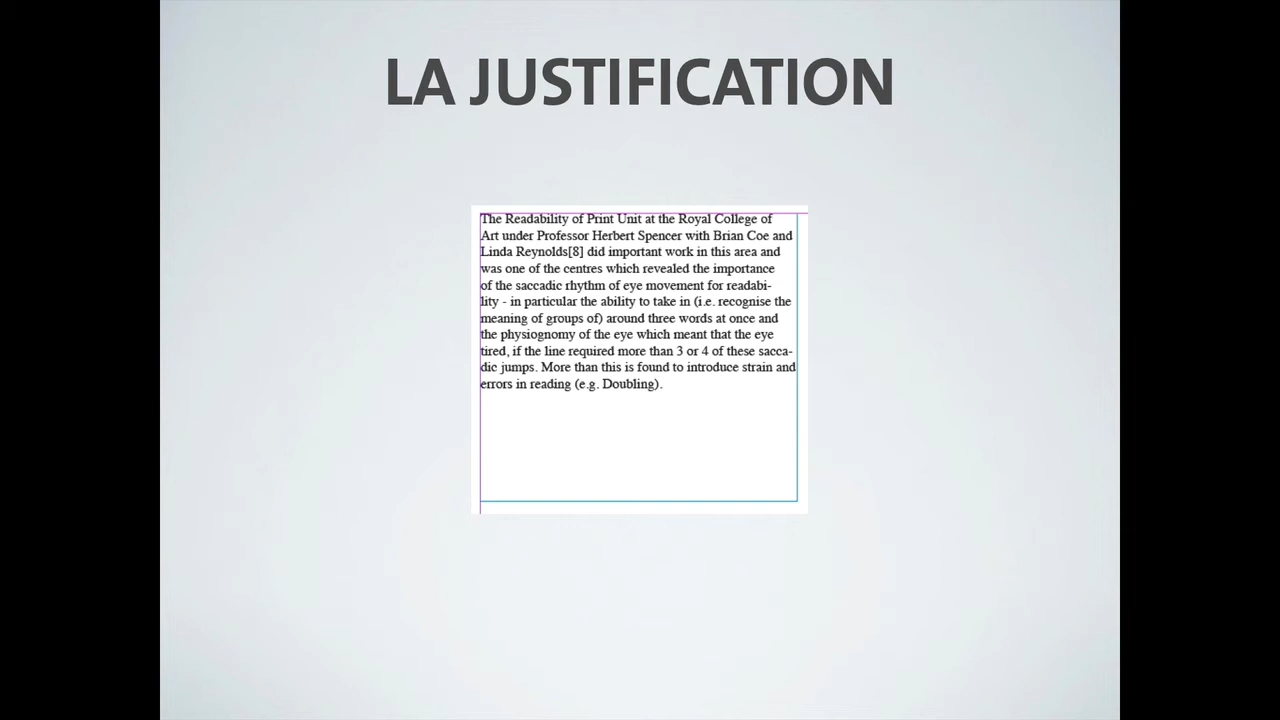 LA JUSTIFICATION
The Readability of Print Unit at the Royal College of
Art under Professor Herbert Spencer with Brian Coe and
Linda Reynolds[8] did important work in this area and
was one of the centres which revealed the importance
of the saccadic rhythm of eye movement for readabi-
lity - in particular the ability to take in (i.e. recognise the
meaning of groups of) around three words at once and
the physiognomy of the eye which meant that the eye
tired, if the line required more than 3 or 4 of these sacca-
dic jumps. More than this is found to introduce strain and
errors in reading (e.g. Doubling).